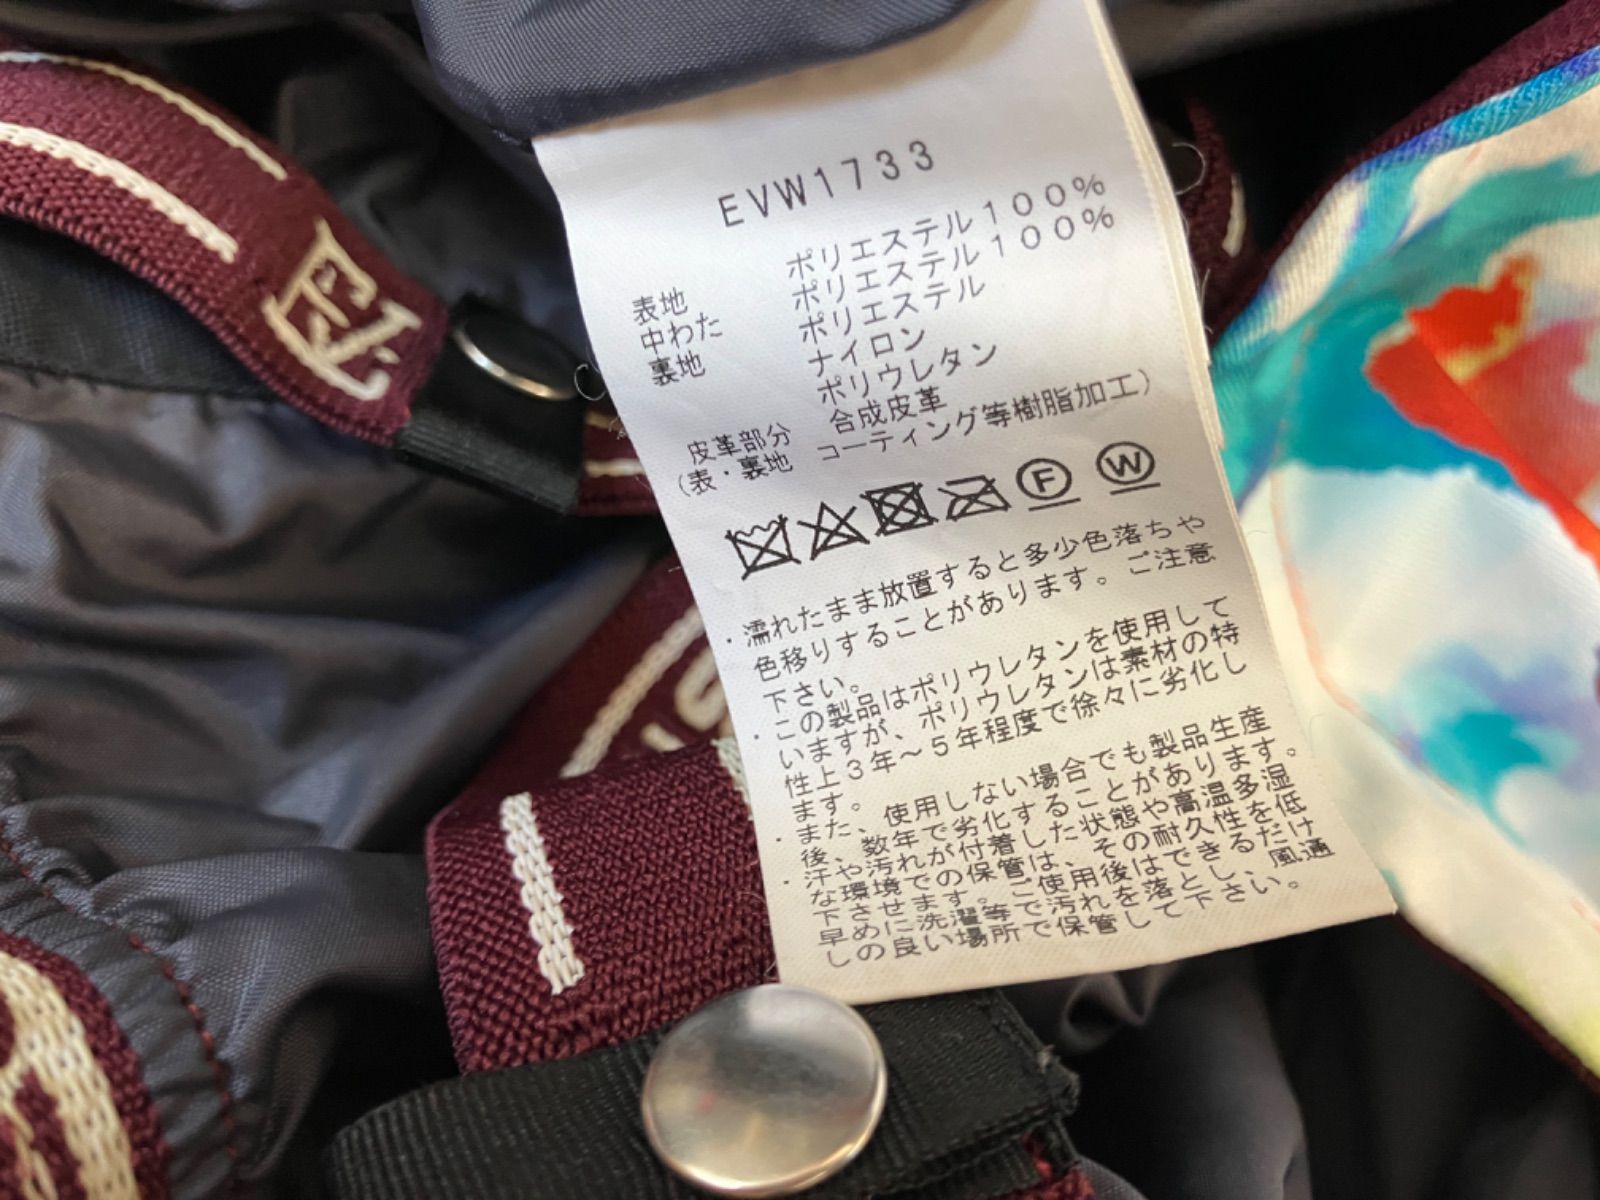 EVW1733
表地 ポリエステル100%
中わた ポリエステル100%
裏地 ポリエステル
ナイロン
ポリウレタン
皮革部分 合成皮革
(表・裏地 コーティング等樹脂加工)
F W
・濡れたまま放置すると多少色落ちや
色移りすることがあります。ご注意
下さい。
・この製品はポリウレタンを使用して
いますが、ポリウレタンは素材の特
性上3年～5年程度で徐々に劣化し
ます。
・また、使用しない場合でも製品生産
後、数年で劣化することがあります。
・汗や汚れが付着した状態や高温多湿
な環境での保管は、その耐久性を低
下させます。ご使用後はできるだけ
早めに洗濯等で汚れを落とし、風通
しの良い場所で保管して下さい。